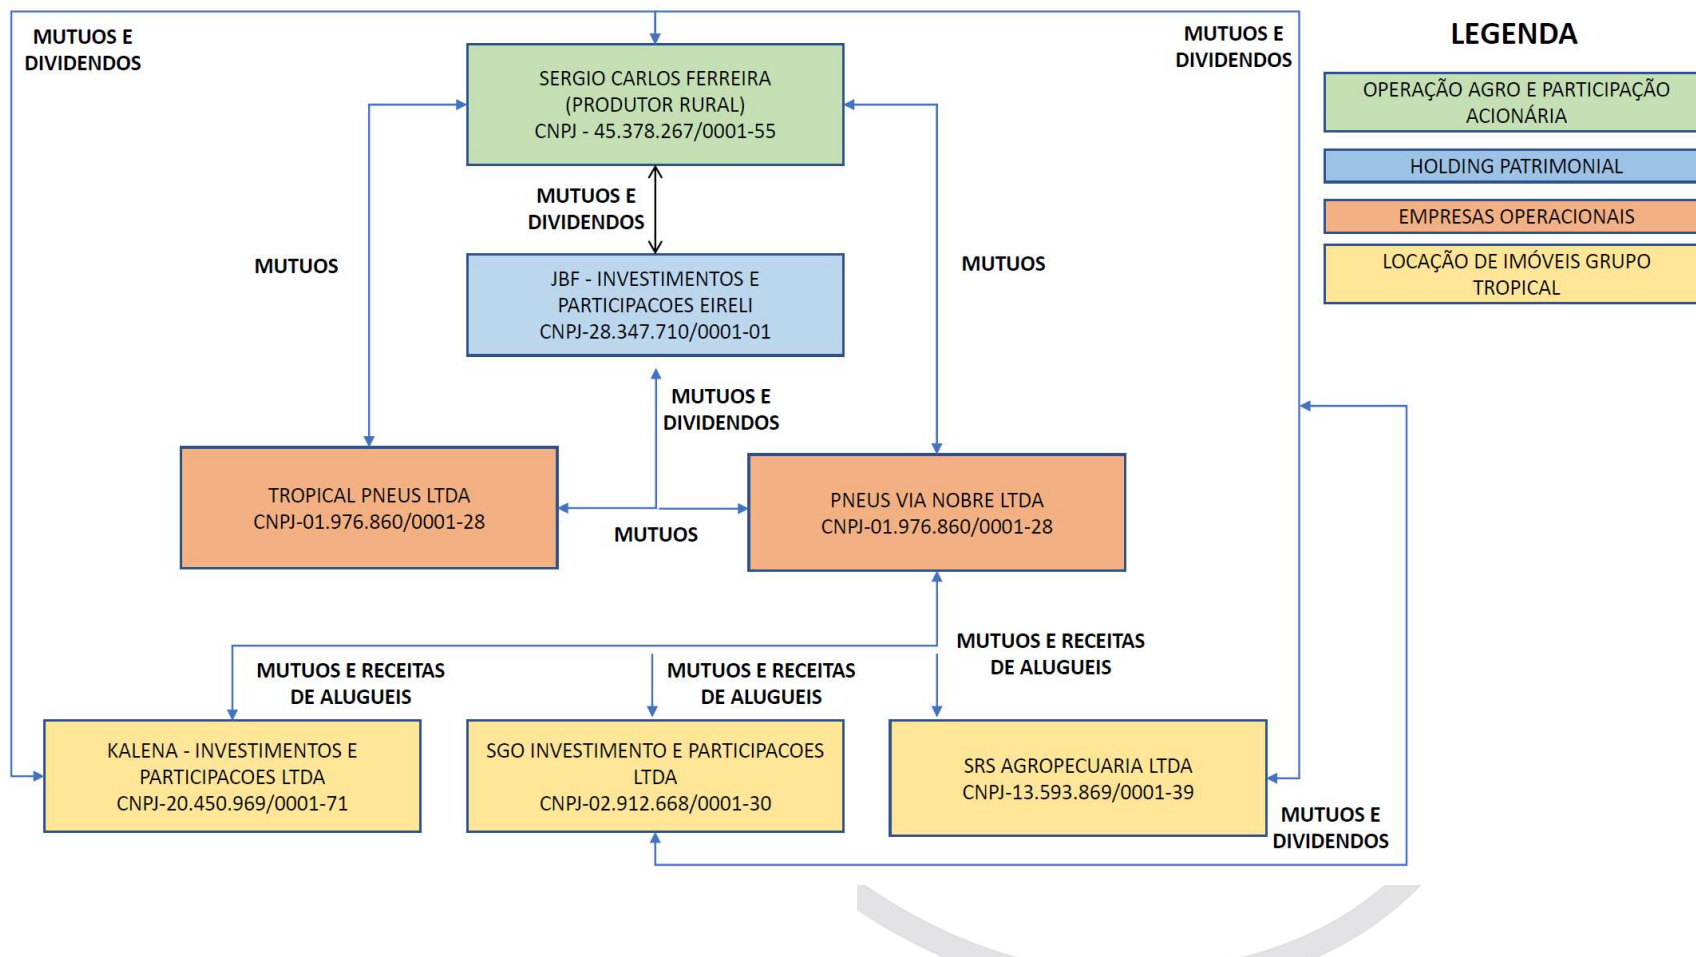 MUTUOS E
DIVIDENDOS
MUTUOS E
DIVIDENDOS
LEGENDA
SERGIO CARLOS FERREIRA
(PRODUTOR RURAL)
CNPJ - 45.378.267/0001-55
OPERAÇÃO AGRO E PARTICIPAÇÃO
ACIONÁRIA
HOLDING PATRIMONIAL
EMPRESAS OPERACIONAIS
LOCAÇÃO DE IMÓVEIS GRUPO
TROPICAL
MUTUOS E
DIVIDENDOS
MUTUOS
MUTUOS
JBF - INVESTIMENTOS E
PARTICIPACOES EIRELI
CNPJ-28.347.710/0001-01
MUTUOS E
DIVIDENDOS
TROPICAL PNEUS LTDA
CNPJ-01.976.860/0001-28
PNEUS VIA NOBRE LTDA
CNPJ-01.976.860/0001-28
MUTUOS
MUTUOS E RECEITAS
DE ALUGUEIS
MUTUOS E RECEITAS
DE ALUGUEIS
MUTUOS E RECEITAS
DE ALUGUEIS
KALENA - INVESTIMENTOS E
PARTICIPACOES LTDA
CNPJ-20.450.969/0001-71
SGO INVESTIMENTO E PARTICIPACOES
LTDA
CNPJ-02.912.668/0001-30
SRS AGROPECUARIA LTDA
CNPJ-13.593.869/0001-39
MUTUOS E
DIVIDENDOS